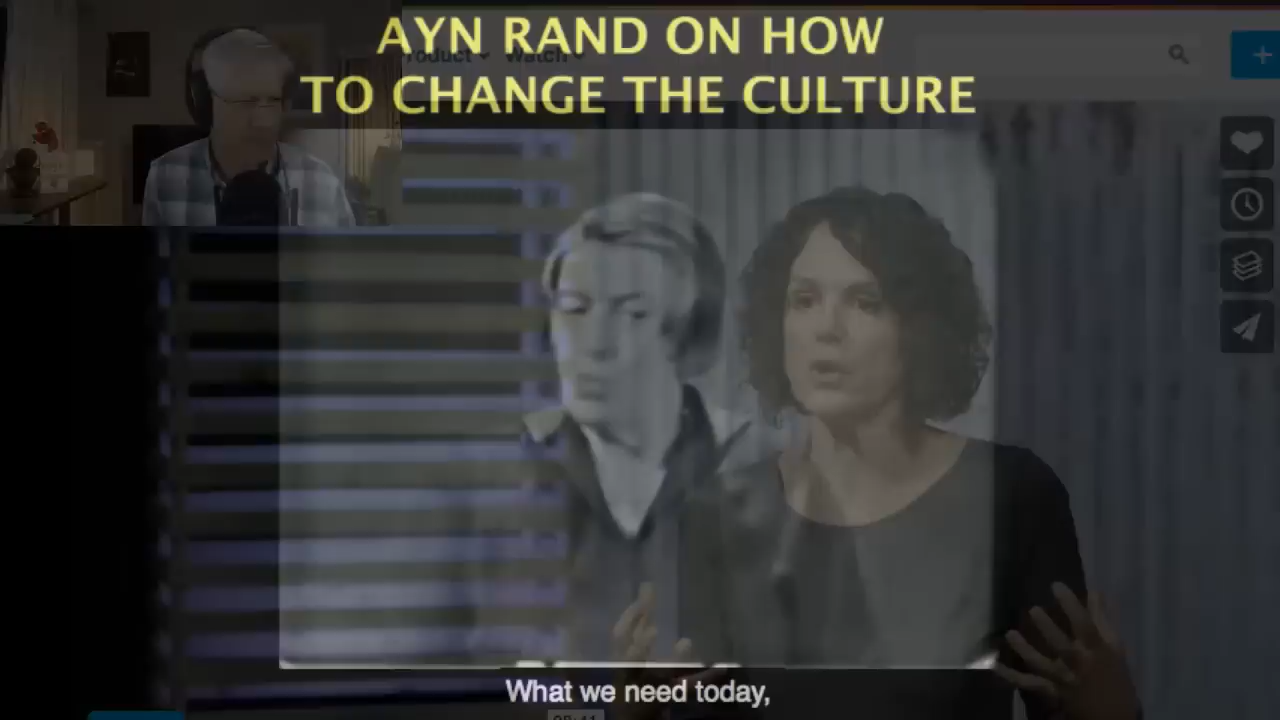 AYN RAND ON HOW
TO CHANGE THE CULTURE
Product Watch
What we need today,